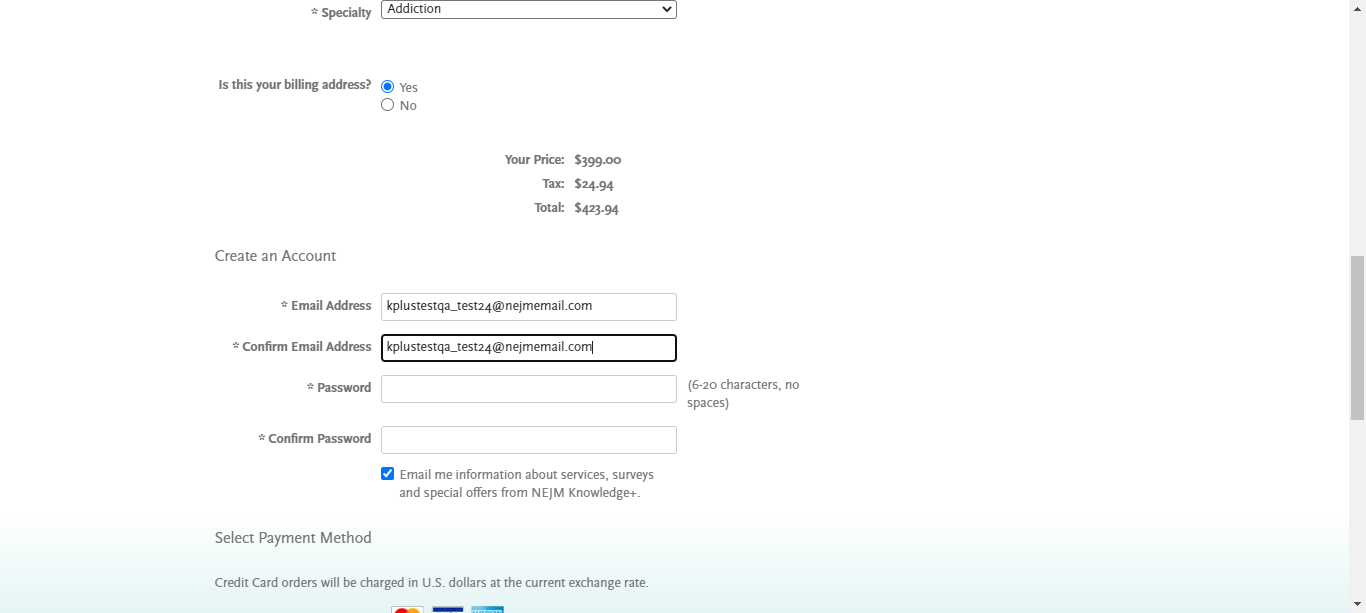 * Specialty Addiction
Is this your billing address? Yes
No
Your Price: $399.00
Tax: $24.94
Total: $423.94
Create an Account
* Email Address kplustestqa_test24@nejmemail.com
* Confirm Email Address kplustestqa_test24@nejmemail.com
* Password (6-20 characters, no
spaces)
* Confirm Password
Email me information about services, surveys
and special offers from NEJM Knowledge+.
Select Payment Method
Credit Card orders will be charged in U.S. dollars at the current exchange rate.